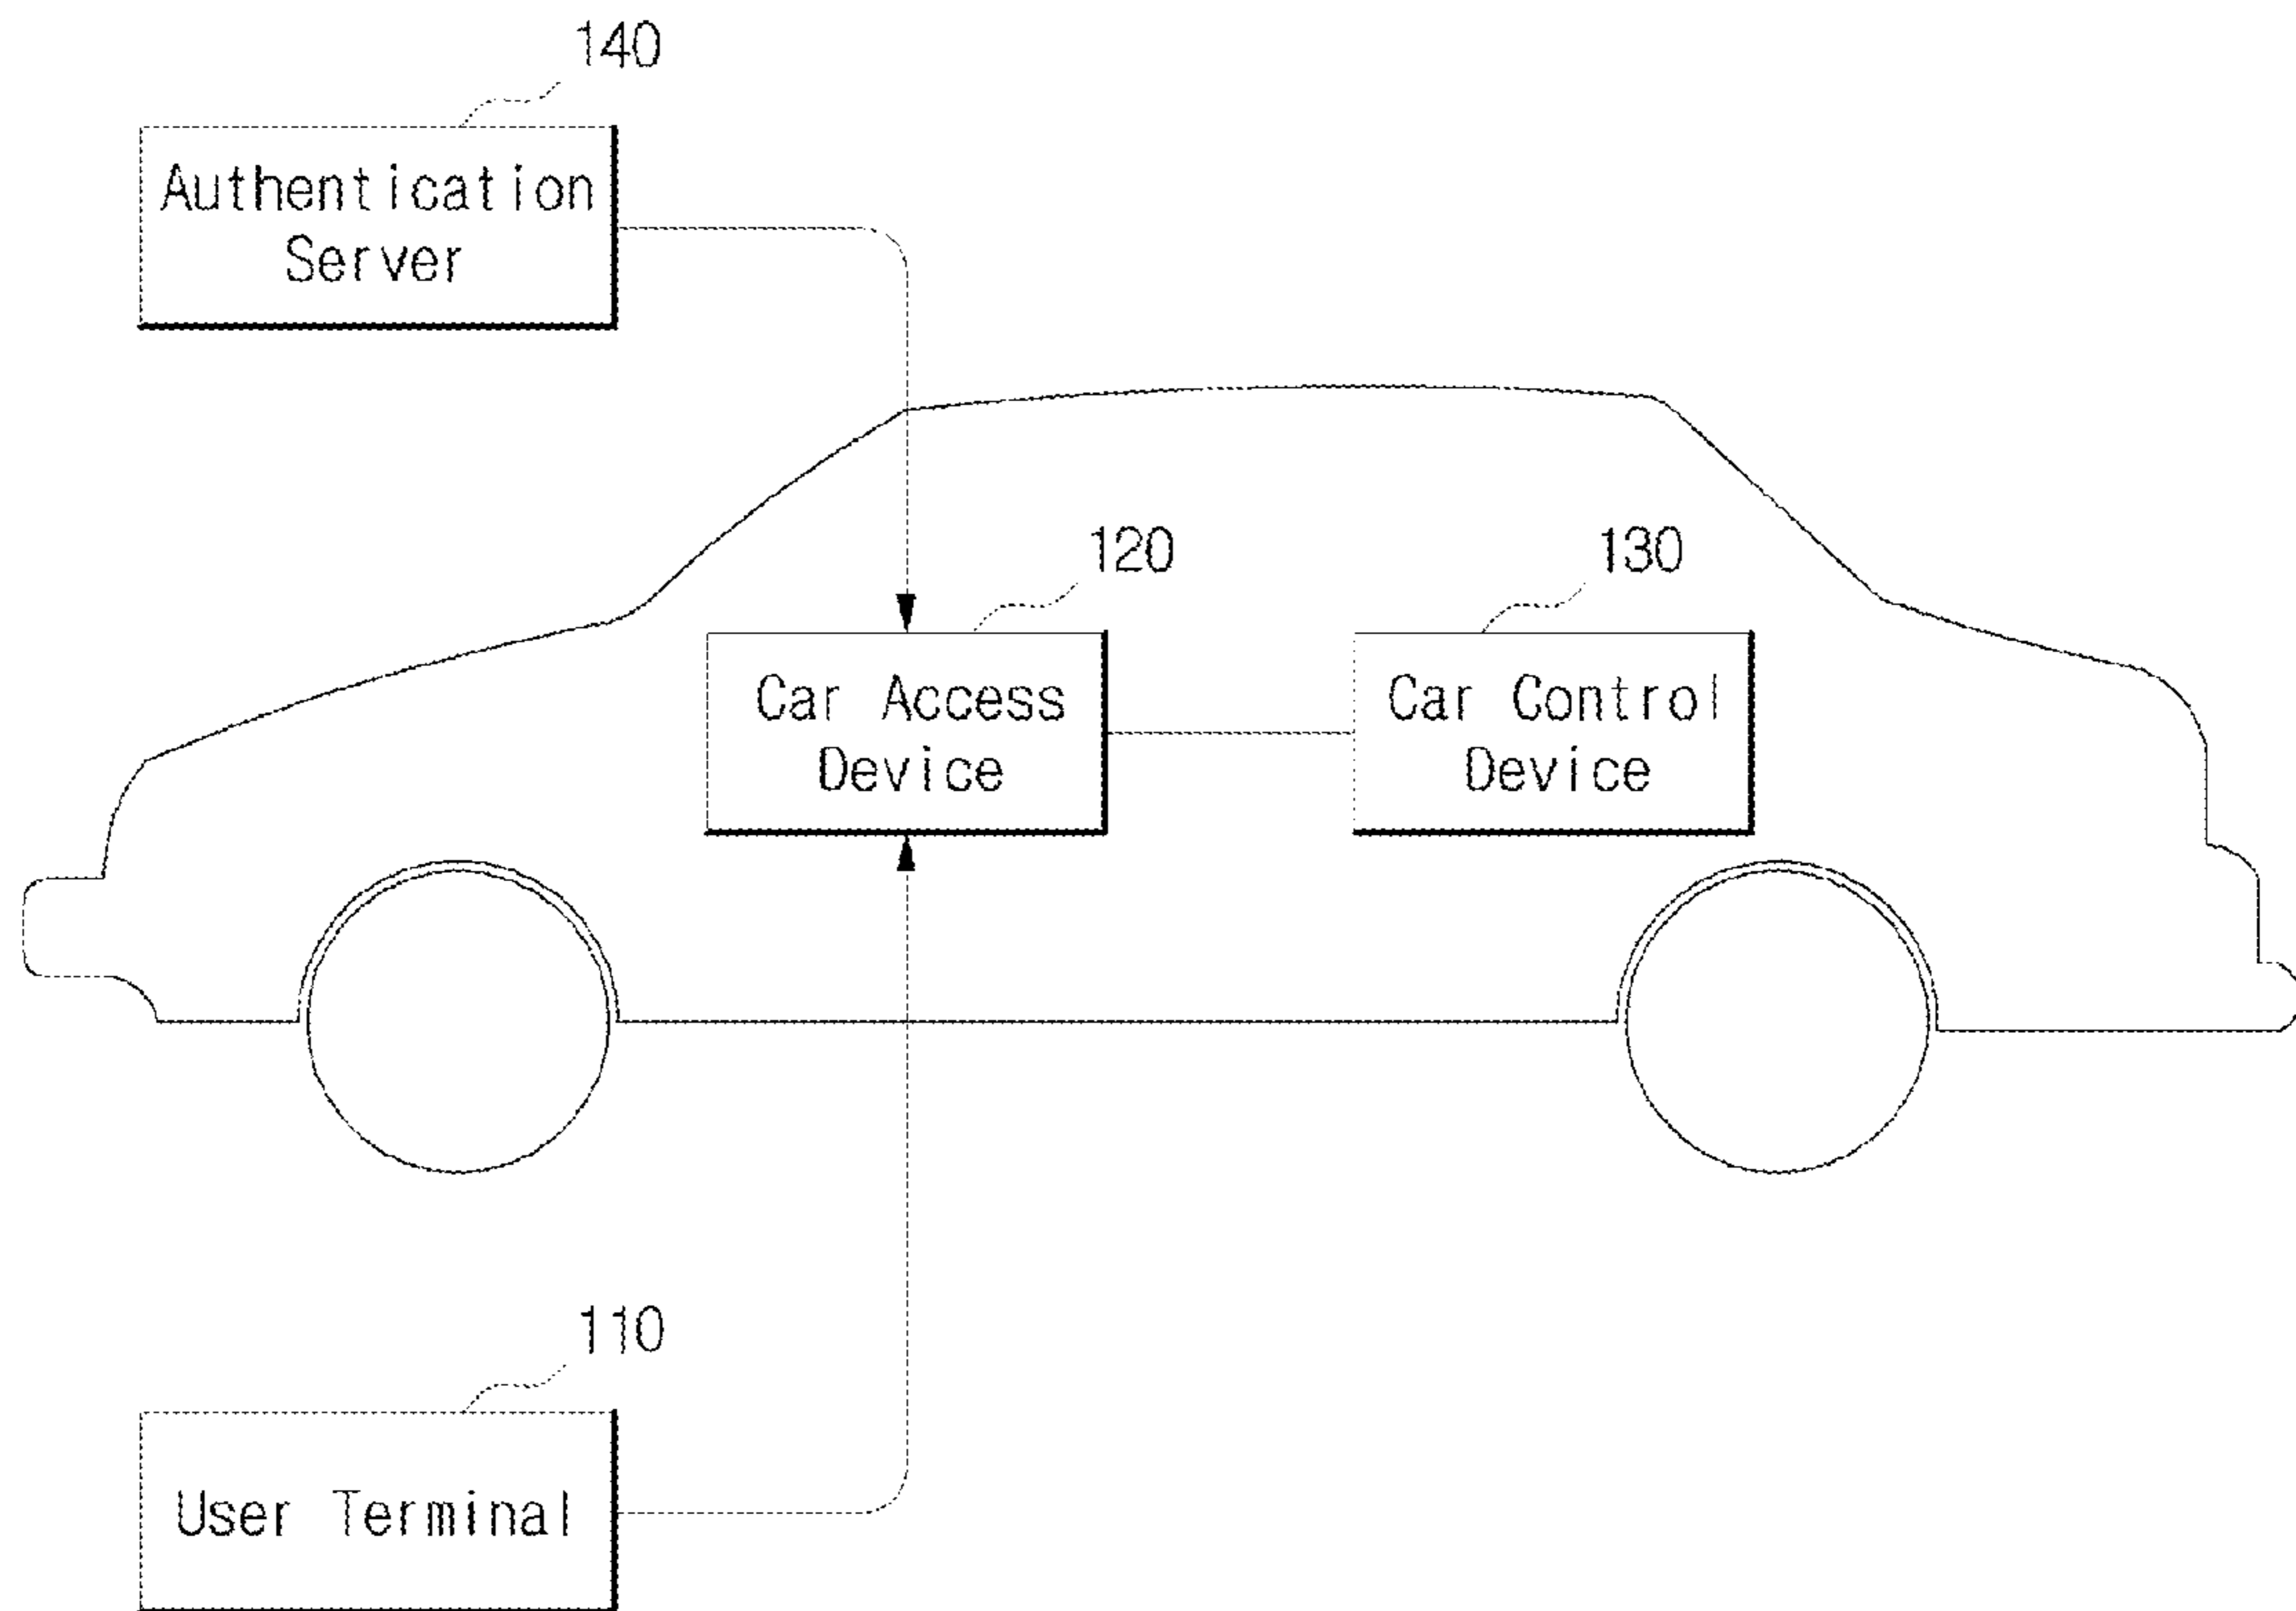 140
Authentication
Server
120
130
Car Access
Device
Car Control
Device
110
User Terminal